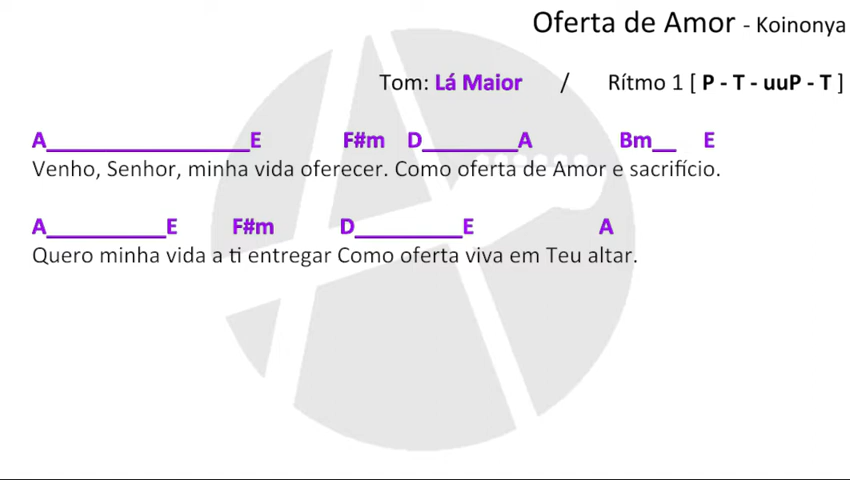 Oferta de Amor - Koinonya
Tom: Lá Maior / Rítmo 1 [ P - T - uuP - T ]
A_________________E F#m D________A Bm__ E
Venho, Senhor, minha vida oferecer. Como oferta de Amor e sacrifício.
A__________E F#m D_________E A
Quero minha vida a ti entregar Como oferta viva em Teu altar.